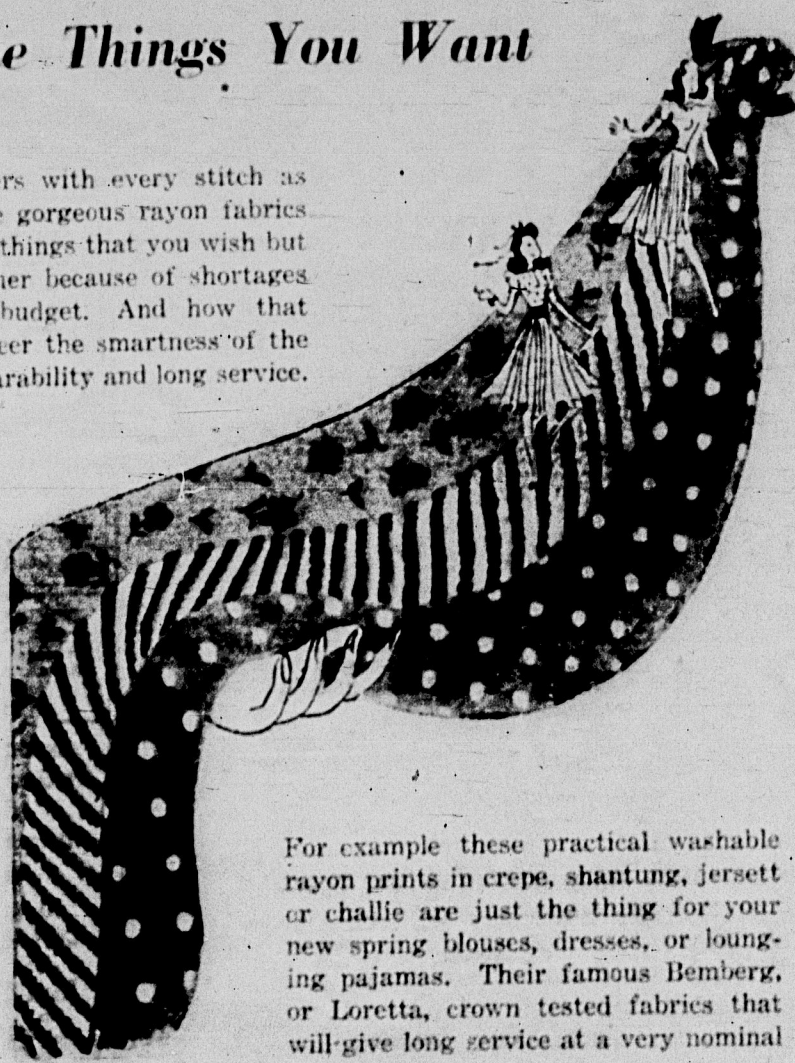 e Things You Want
rs with every stitch as
gorgeous rayon fabrics
things that you wish but
her because of shortages
budget. And how that
er the smartness of the
rability and long service.
For example these practical washable
rayon prints in crepe, shantung, jersett
or challie are just the thing for your
new spring blouses, dresses, or loung-
ing pajamas. Their famous Bemberg,
or Loretta, crown tested fabrics that
will give long service at a very nominal